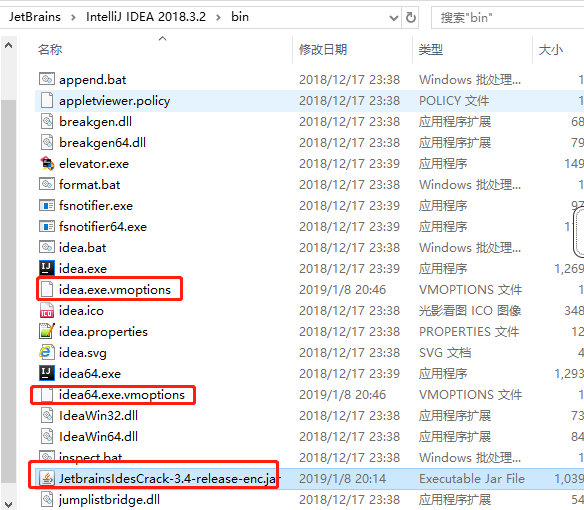 JetBrains > IntelliJ IDEA 2018.3.2 > bin 搜索"bin"
名称 修改日期 类型 大小
append.bat 2018/12/17 23:38 Windows 批处理... 1
appletviewer.policy 2018/12/17 23:38 POLICY 文件 1
breakgen.dll 2018/12/17 23:38 应用程序扩展 68
breakgen64.dll 2018/12/17 23:38 应用程序扩展 79
elevator.exe 2018/12/17 23:39 应用程序 149
format.bat 2018/12/17 23:38 Windows 批处理... 1
fsnotifier.exe 2018/12/17 23:39 应用程序 97
fsnotifier64.exe 2018/12/17 23:39 应用程序
idea.bat 2018/12/17 23:38 Windows 批处理...
idea.exe 2018/12/17 23:39 应用程序 1,269
idea.exe.vmoptions 2019/1/8 20:46 VMOPTIONS 文件 1
idea.ico 2018/12/17 23:38 光影看图 ICO 图像 348
idea.properties 2018/12/17 23:38 PROPERTIES 文件 12
idea.svg 2018/12/17 23:38 SVG 文档 4
idea64.exe 2018/12/17 23:39 应用程序 1,293
idea64.exe.vmoptions 2019/1/8 20:46 VMOPTIONS 文件 1
IdeaWin32.dll 2018/12/17 23:38 应用程序扩展 73
IdeaWin64.dll 2018/12/17 23:38 应用程序扩展 84
inspect.bat 2018/12/17 23:38 Windows 批处理... 1
JetbrainsIdesCrack-3.4-release-enc.jar 2019/1/8 20:14 Executable Jar File 1,039
jumplistbridge.dll 2018/12/17 23:38 应用程序扩展 54